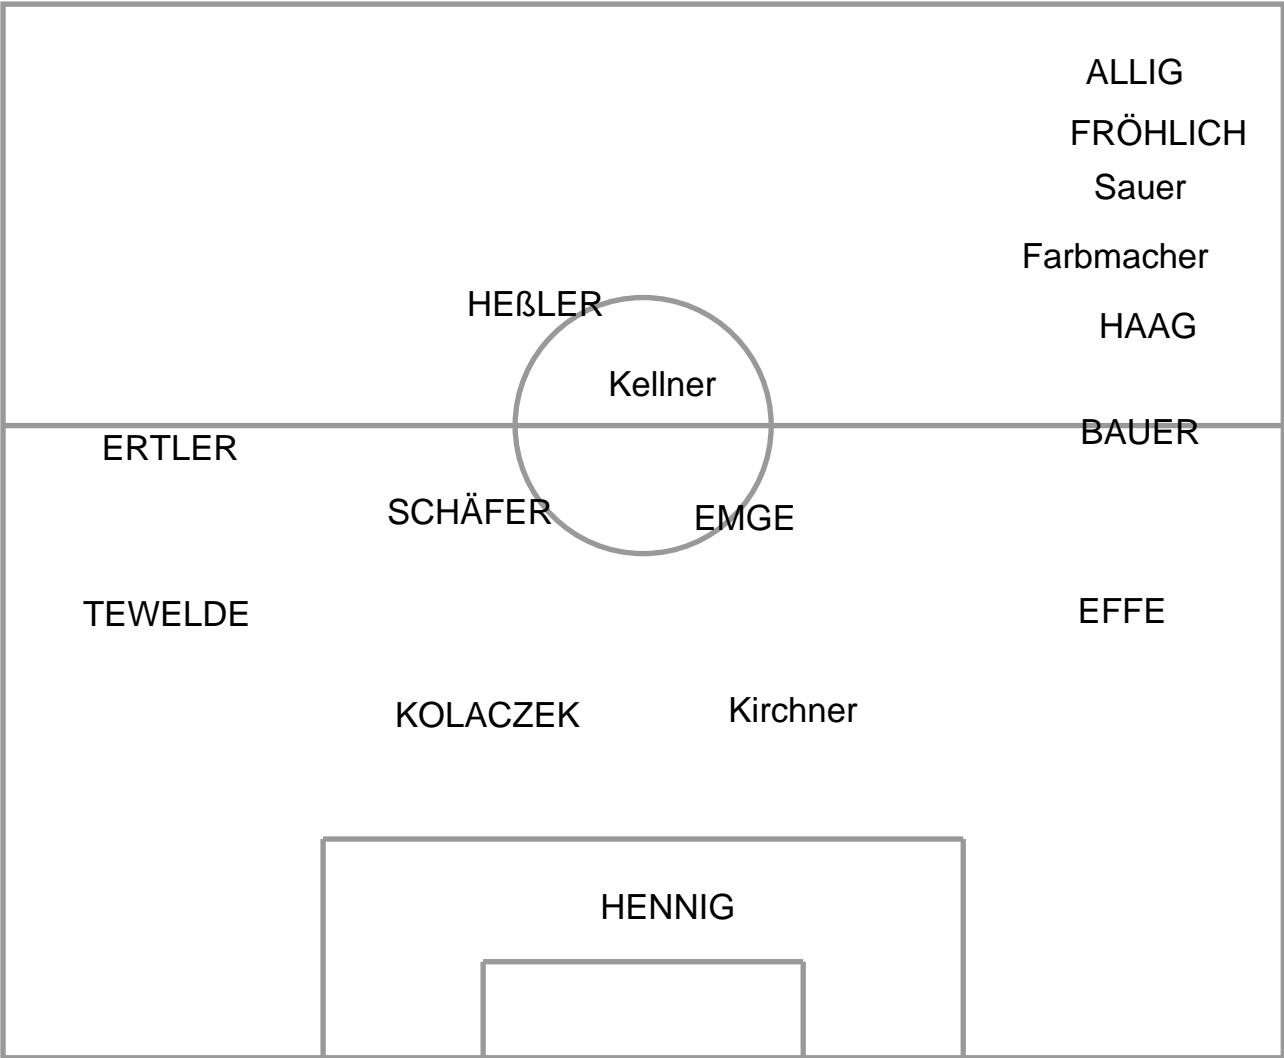 ALLIG
FRÖHLICH
Sauer
Farbmacher
HEßLER
HAAG
Kellner
BAUER
ERTLER
SCHÄFER
EMGE
TEWELDE
EFFE
KOLACZEK
Kirchner
HENNIG